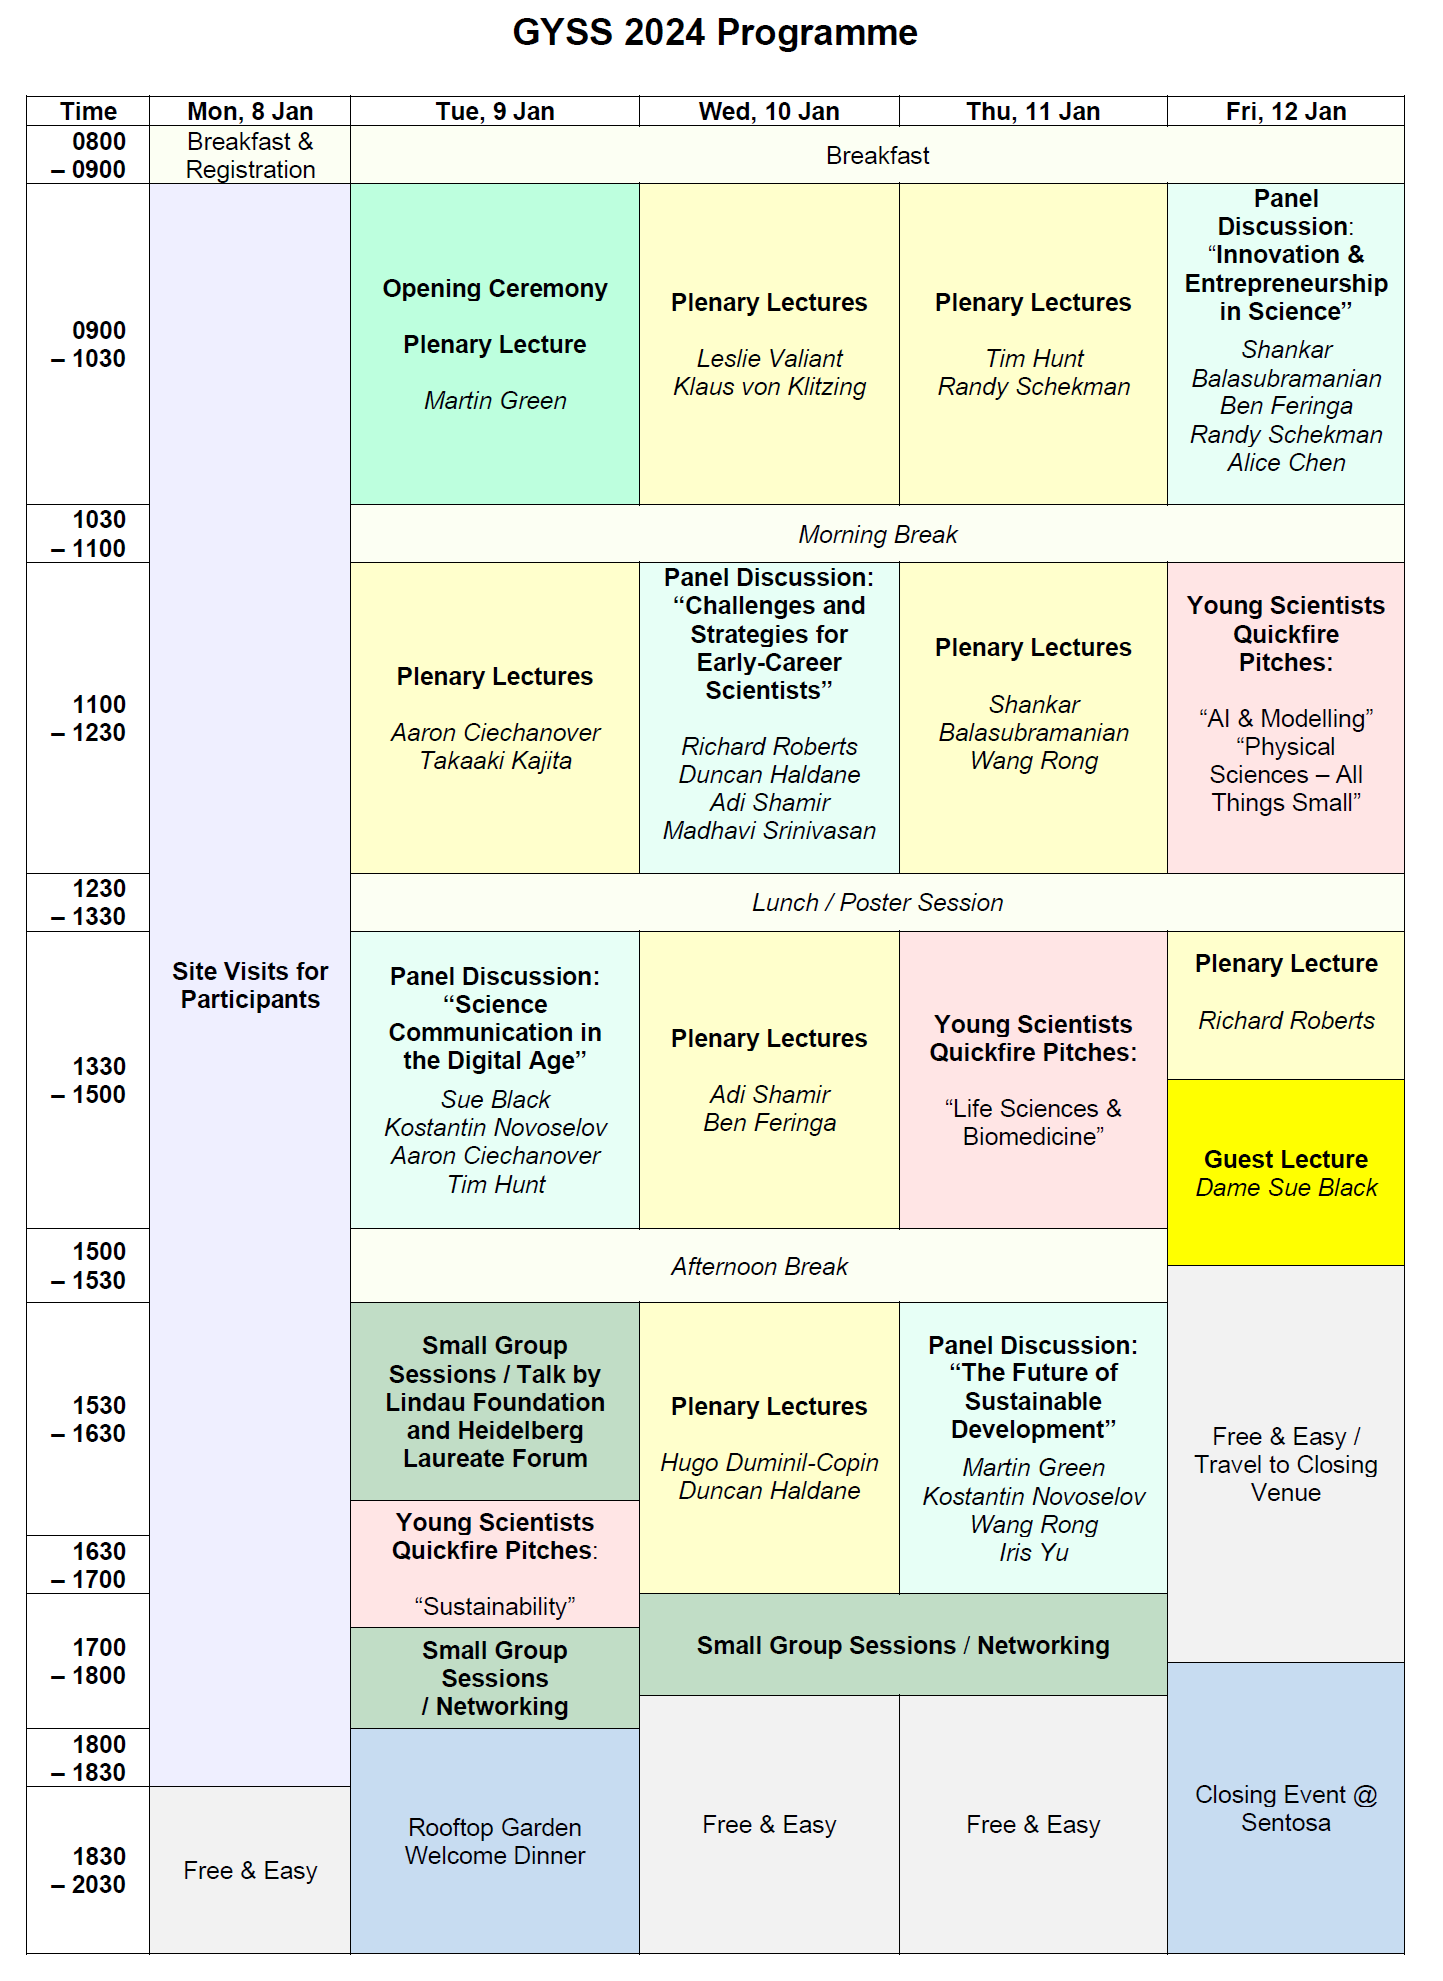 GYSS 2024 Programme
Time
Mon, 8 Jan
Tue, 9 Jan
Wed, 10 Jan
Thu, 11 Jan
Fri, 12 Jan
0800
– 0900
Breakfast &
Registration
Breakfast
0900
– 1030
Opening Ceremony
Plenary Lecture
Martin Green
Plenary Lectures
Leslie Valiant
Klaus von Klitzing
Plenary Lectures
Tim Hunt
Randy Schekman
Panel
Discussion:
“Innovation &
Entrepreneurship
in Science”
Shankar
Balasubramanian
Ben Feringa
Randy Schekman
Alice Chen
1030
– 1100
Morning Break
1100
– 1230
Plenary Lectures
Aaron Ciechanover
Takaaki Kajita
Panel Discussion:
“Challenges and
Strategies for
Early-Career
Scientists”
Richard Roberts
Duncan Haldane
Adi Shamir
Madhavi Srinivasan
Plenary Lectures
Shankar
Balasubramanian
Wang Rong
Young Scientists
Quickfire
Pitches:
“AI & Modelling”
“Physical
Sciences – All
Things Small”
1230
– 1330
Lunch / Poster Session
Site Visits for
Participants
1330
– 1500
Panel Discussion:
“Science
Communication in
the Digital Age”
Sue Black
Kostantin Novoselov
Aaron Ciechanover
Tim Hunt
Plenary Lectures
Adi Shamir
Ben Feringa
Young Scientists
Quickfire Pitches:
“Life Sciences &
Biomedicine”
Plenary Lecture
Richard Roberts
Guest Lecture
Dame Sue Black
1500
– 1530
Afternoon Break
1530
– 1630
Small Group
Sessions / Talk by
Lindau Foundation
and Heidelberg
Laureate Forum
Plenary Lectures
Hugo Duminil-Copin
Duncan Haldane
Panel Discussion:
“The Future of
Sustainable
Development”
Martin Green
Kostantin Novoselov
Wang Rong
Iris Yu
Free & Easy /
Travel to Closing
Venue
Young Scientists
Quickfire Pitches:
“Sustainability”
1630
– 1700
1700
– 1800
Small Group
Sessions
/ Networking
Small Group Sessions / Networking
1800
– 1830
Rooftop Garden
Welcome Dinner
Free & Easy
Free & Easy
Closing Event @
Sentosa
1830
– 2030
Free & Easy